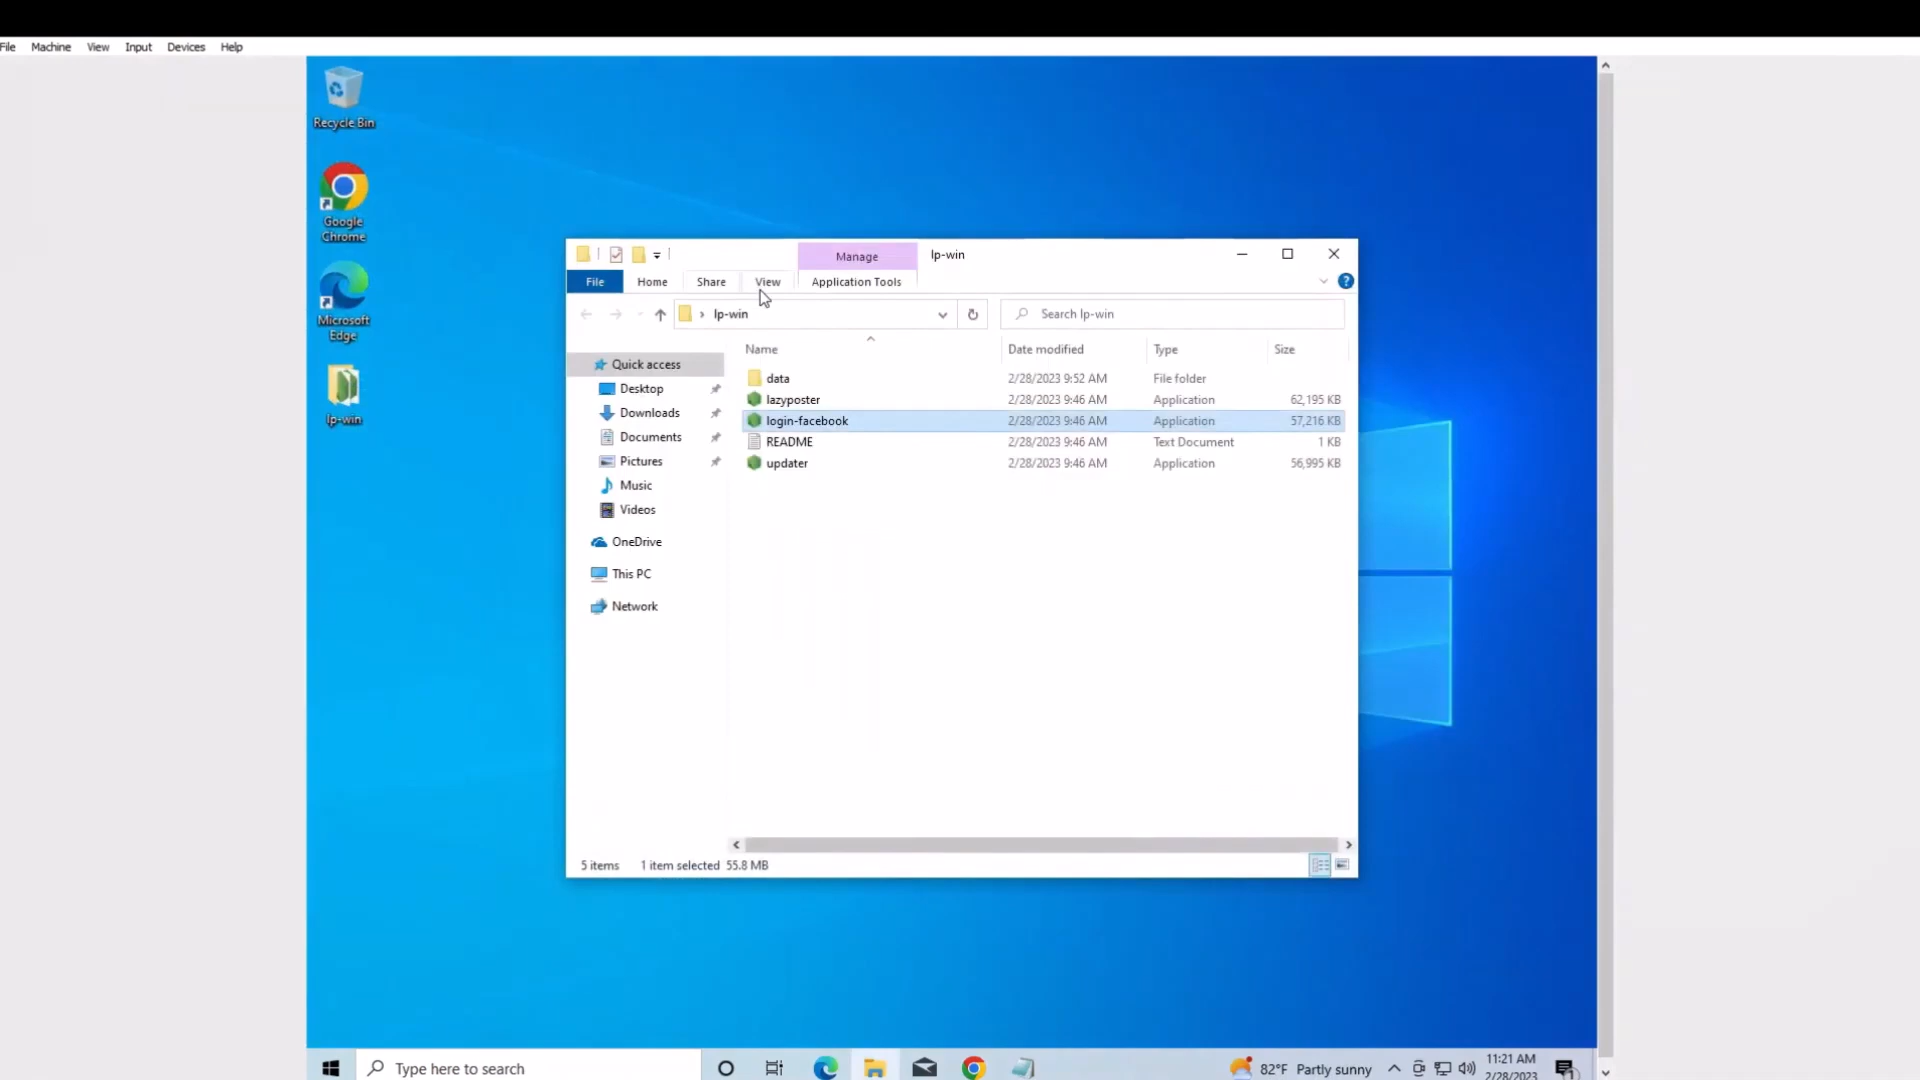 File Machine View Input Devices Help
Recycle Bin
Google
Chrome
Microsoft
Edge
lp-win
Manage lp-win
File Home Share View Application Tools
lp-win
Search lp-win
Name Date modified Type Size
Quick access
Desktop
Downloads
Documents
Pictures
Music
Videos
OneDrive
This PC
Network
data 2/28/2023 9:52 AM File folder
lazyposter 2/28/2023 9:46 AM Application 62,195 KB
login-facebook 2/28/2023 9:46 AM Application 57,216 KB
README 2/28/2023 9:46 AM Text Document 1 KB
updater 2/28/2023 9:46 AM Application 56,995 KB
5 items 1 item selected 55.8 MB
Type here to search
82°F Partly sunny
11:21 AM
2/28/2023
1